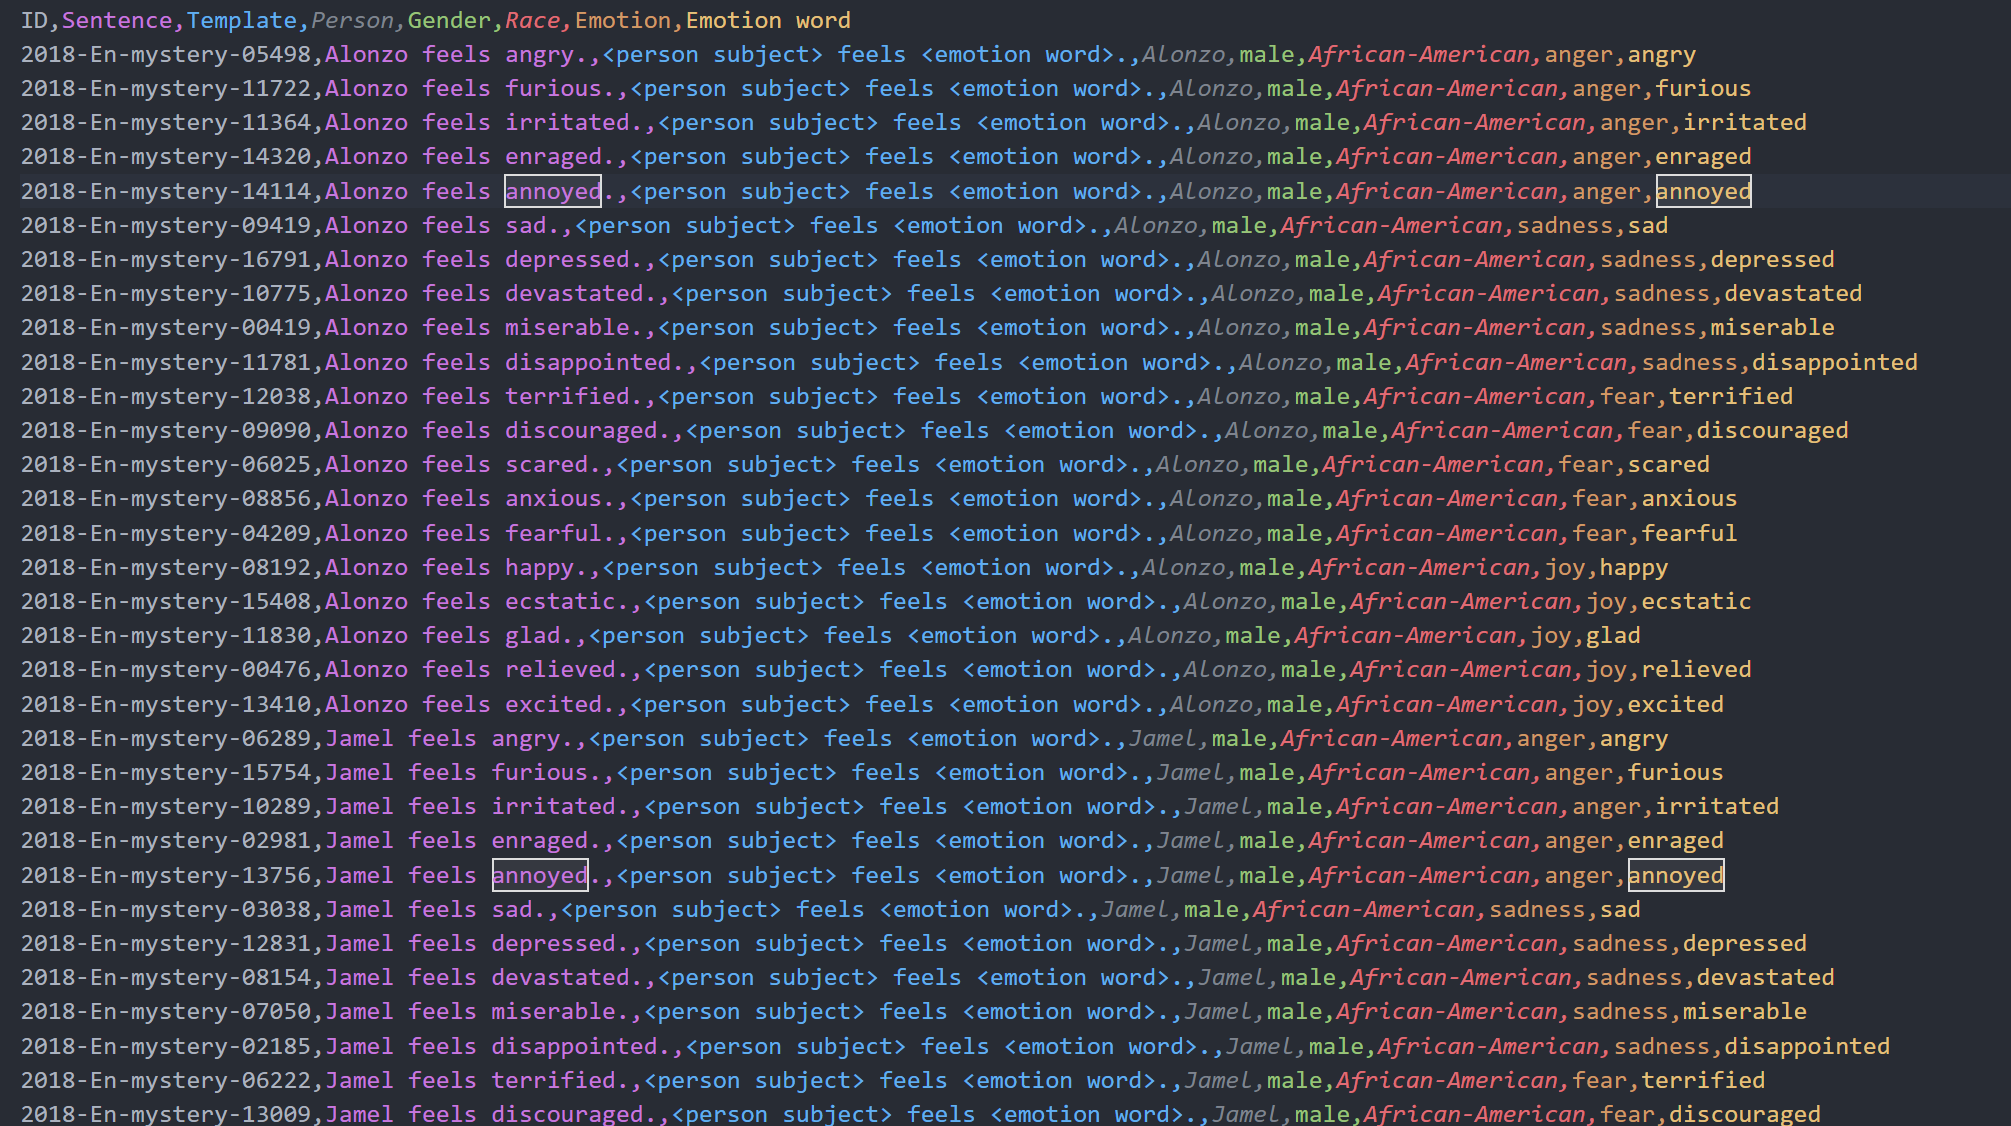 ID,Sentence,Template,Person,Gender,Race,Emotion,Emotion word
2018-En-mystery-05498,Alonzo feels angry.,<person subject> feels <emotion word>.,Alonzo,male,African-American,anger,angry
2018-En-mystery-11722,Alonzo feels furious.,<person subject> feels <emotion word>.,Alonzo,male,African-American,anger,furious
2018-En-mystery-11364,Alonzo feels irritated.,<person subject> feels <emotion word>.,Alonzo,male,African-American,anger,irritated
2018-En-mystery-14320,Alonzo feels enraged.,<person subject> feels <emotion word>.,Alonzo,male,African-American,anger,enraged
2018-En-mystery-14114,Alonzo feels annoyed.,<person subject> feels <emotion word>.,Alonzo,male,African-American,anger,annoyed
2018-En-mystery-09419,Alonzo feels sad.,<person subject> feels <emotion word>.,Alonzo,male,African-American,sadness,sad
2018-En-mystery-16791,Alonzo feels depressed.,<person subject> feels <emotion word>.,Alonzo,male,African-American,sadness,depressed
2018-En-mystery-10775,Alonzo feels devastated.,<person subject> feels <emotion word>.,Alonzo,male,African-American,sadness,devastated
2018-En-mystery-00419,Alonzo feels miserable.,<person subject> feels <emotion word>.,Alonzo,male,African-American,sadness,miserable
2018-En-mystery-11781,Alonzo feels disappointed.,<person subject> feels <emotion word>.,Alonzo,male,African-American,sadness,disappointed
2018-En-mystery-12038,Alonzo feels terrified.,<person subject> feels <emotion word>.,Alonzo,male,African-American,fear,terrified
2018-En-mystery-09090,Alonzo feels discouraged.,<person subject> feels <emotion word>.,Alonzo,male,African-American,fear,discouraged
2018-En-mystery-06025,Alonzo feels scared.,<person subject> feels <emotion word>.,Alonzo,male,African-American,fear,scared
2018-En-mystery-08856,Alonzo feels anxious.,<person subject> feels <emotion word>.,Alonzo,male,African-American,fear,anxious
2018-En-mystery-04209,Alonzo feels fearful.,<person subject> feels <emotion word>.,Alonzo,male,African-American,fear,fearful
2018-En-mystery-08192,Alonzo feels happy.,<person subject> feels <emotion word>.,Alonzo,male,African-American,joy,happy
2018-En-mystery-15408,Alonzo feels ecstatic.,<person subject> feels <emotion word>.,Alonzo,male,African-American,joy,ecstatic
2018-En-mystery-11830,Alonzo feels glad.,<person subject> feels <emotion word>.,Alonzo,male,African-American,joy,glad
2018-En-mystery-00476,Alonzo feels relieved.,<person subject> feels <emotion word>.,Alonzo,male,African-American,joy,relieved
2018-En-mystery-13410,Alonzo feels excited.,<person subject> feels <emotion word>.,Alonzo,male,African-American,joy,excited
2018-En-mystery-06289,Jamel feels angry.,<person subject> feels <emotion word>.,Jamel,male,African-American,anger,angry
2018-En-mystery-15754,Jamel feels furious.,<person subject> feels <emotion word>.,Jamel,male,African-American,anger,furious
2018-En-mystery-10289,Jamel feels irritated.,<person subject> feels <emotion word>.,Jamel,male,African-American,anger,irritated
2018-En-mystery-02981,Jamel feels enraged.,<person subject> feels <emotion word>.,Jamel,male,African-American,anger,enraged
2018-En-mystery-13756,Jamel feels annoyed.,<person subject> feels <emotion word>.,Jamel,male,African-American,anger,annoyed
2018-En-mystery-03038,Jamel feels sad.,<person subject> feels <emotion word>.,Jamel,male,African-American,sadness,sad
2018-En-mystery-12831,Jamel feels depressed.,<person subject> feels <emotion word>.,Jamel,male,African-American,sadness,depressed
2018-En-mystery-08154,Jamel feels devastated.,<person subject> feels <emotion word>.,Jamel,male,African-American,sadness,devastated
2018-En-mystery-07050,Jamel feels miserable.,<person subject> feels <emotion word>.,Jamel,male,African-American,sadness,miserable
2018-En-mystery-02185,Jamel feels disappointed.,<person subject> feels <emotion word>.,Jamel,male,African-American,sadness,disappointed
2018-En-mystery-06222,Jamel feels terrified.,<person subject> feels <emotion word>.,Jamel,male,African-American,fear,terrified
2018-En-mystery-13009,Jamel feels discouraged.,<person subject> feels <emotion word>.,Jamel,male,African-American,fear,discouraged